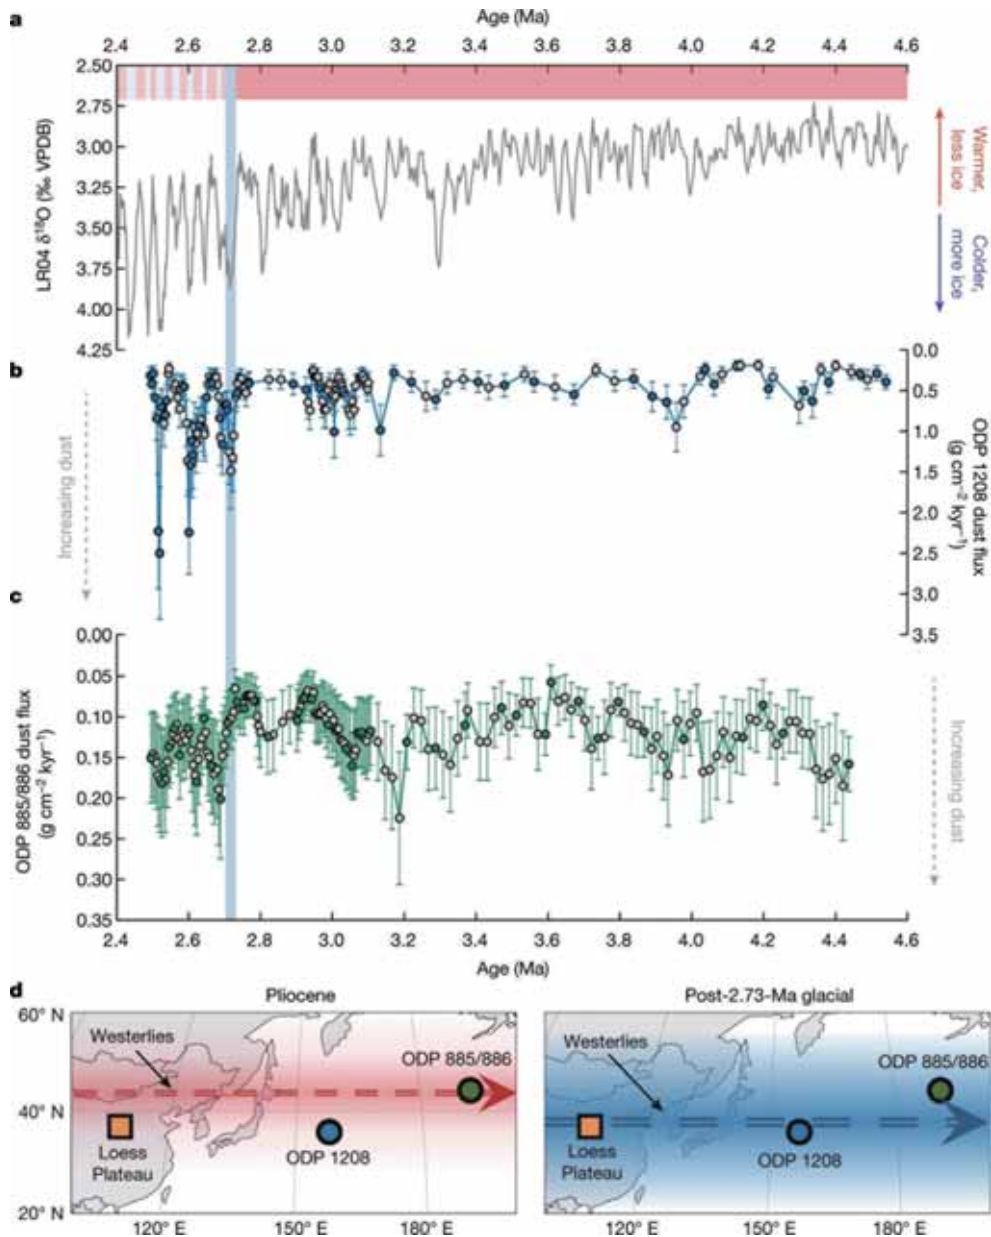 a
Age (Ma)
2.4 2.6 2.8 3.0 3.2 3.4 3.6 3.8 4.0 4.2 4.4 4.6
2.50
2.75
3.00
3.25
3.50
3.75
4.00
4.25
LR04 δ18O (‰ VPDB)
Warmer,
less ice
Colder,
more ice
b
Increasing dust
0.0
0.5
1.0
1.5
2.0
2.5
3.0
3.5
ODP 1208 dust flux
(g cm−2 kyr−1)
c
0.00
0.05
0.10
0.15
0.20
0.25
0.30
0.35
ODP 885/886 dust flux
(g cm−2 kyr−1)
Increasing dust
2.4 2.6 2.8 3.0 3.2 3.4 3.6 3.8 4.0 4.2 4.4 4.6
Age (Ma)
d
Pliocene
60° N
40° N
20° N
Westerlies
ODP 885/886
Loess
Plateau
ODP 1208
120° E 150° E 180° E
Post-2.73-Ma glacial
Westerlies
ODP 885/886
Loess
Plateau
ODP 1208
120° E 150° E 180° E